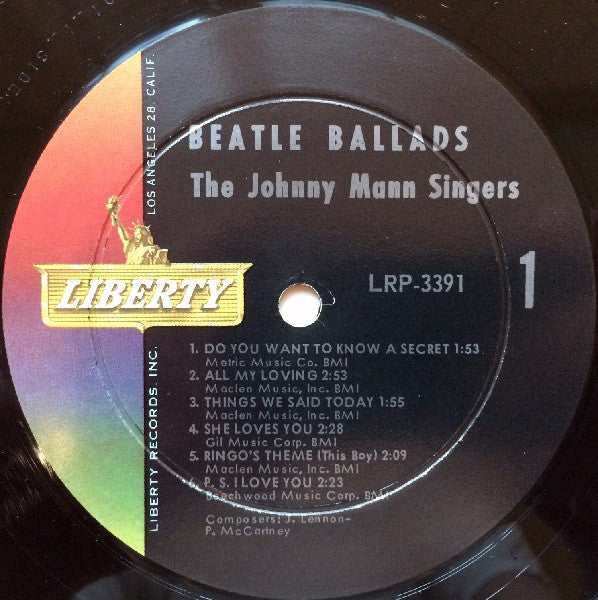 BEATLE BALLADS
The Johnny Mann Singers
LOS ANGELES 28, CALIF.
LIBERTY
LIBERTY RECORDS, INC.
LRP-3391
1
1. DO YOU WANT TO KNOW A SECRET 1:53
Metric Music Co. BMI
2. ALL MY LOVING 2:53
Maclen Music, Inc. BMI
3. THINGS WE SAID TODAY 1:55
Maclen Music, Inc. BMI
4. SHE LOVES YOU 2:28
Gil Music Corp. BMI
5. RINGO'S THEME (This Boy) 2:09
Maclen Music, Inc. BMI
6. P. S. I LOVE YOU 2:23
Beechwood Music Corp. BMI
Composers: J. Lennon-
P. McCartney